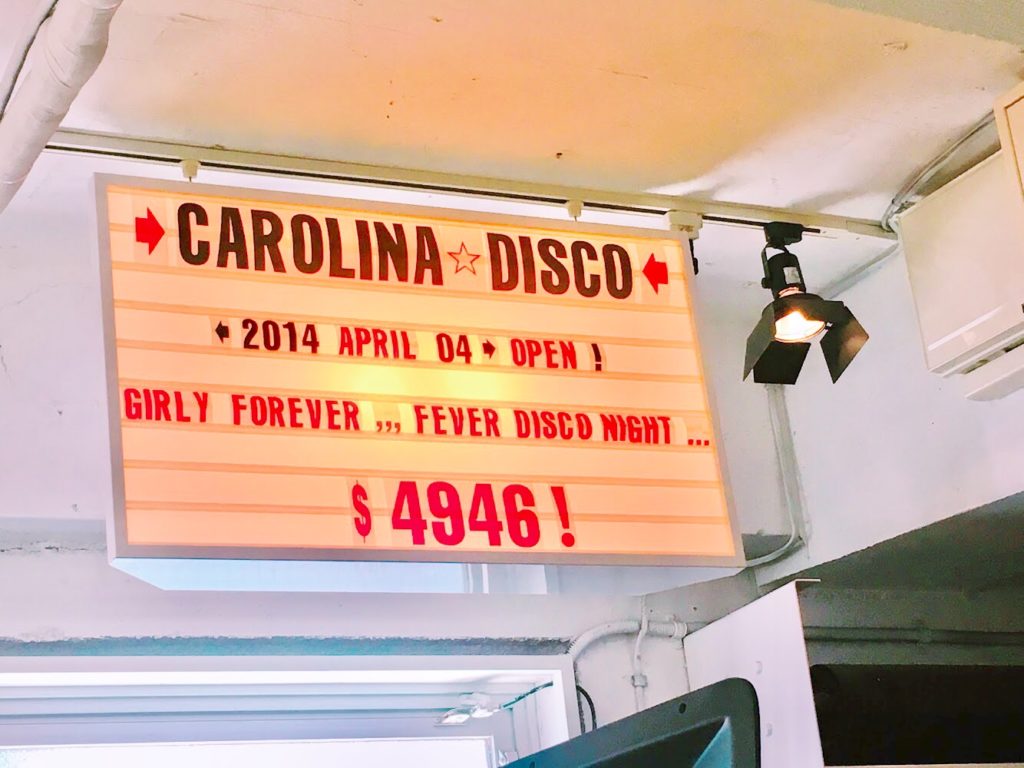 ➡ CAROLINA ☆ DISCO ⬅
⬅ 2014 APRIL 04 ➡ OPEN !
GIRLY FOREVER ,,, FEVER DISCO NIGHT ...
$ 4946 !